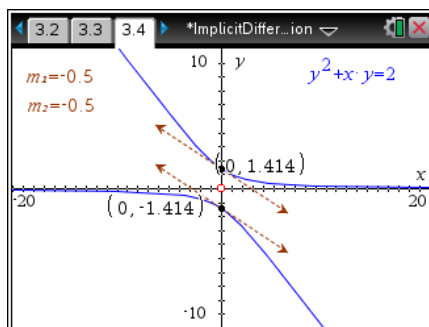 3.2 3.3 3.4 *ImplicitDiffer…ion
10 y
m₁=-0.5
y²+x·y=2
m₂=-0.5
(0, 1.414)
x
-20 20
(0, -1.414)
-10